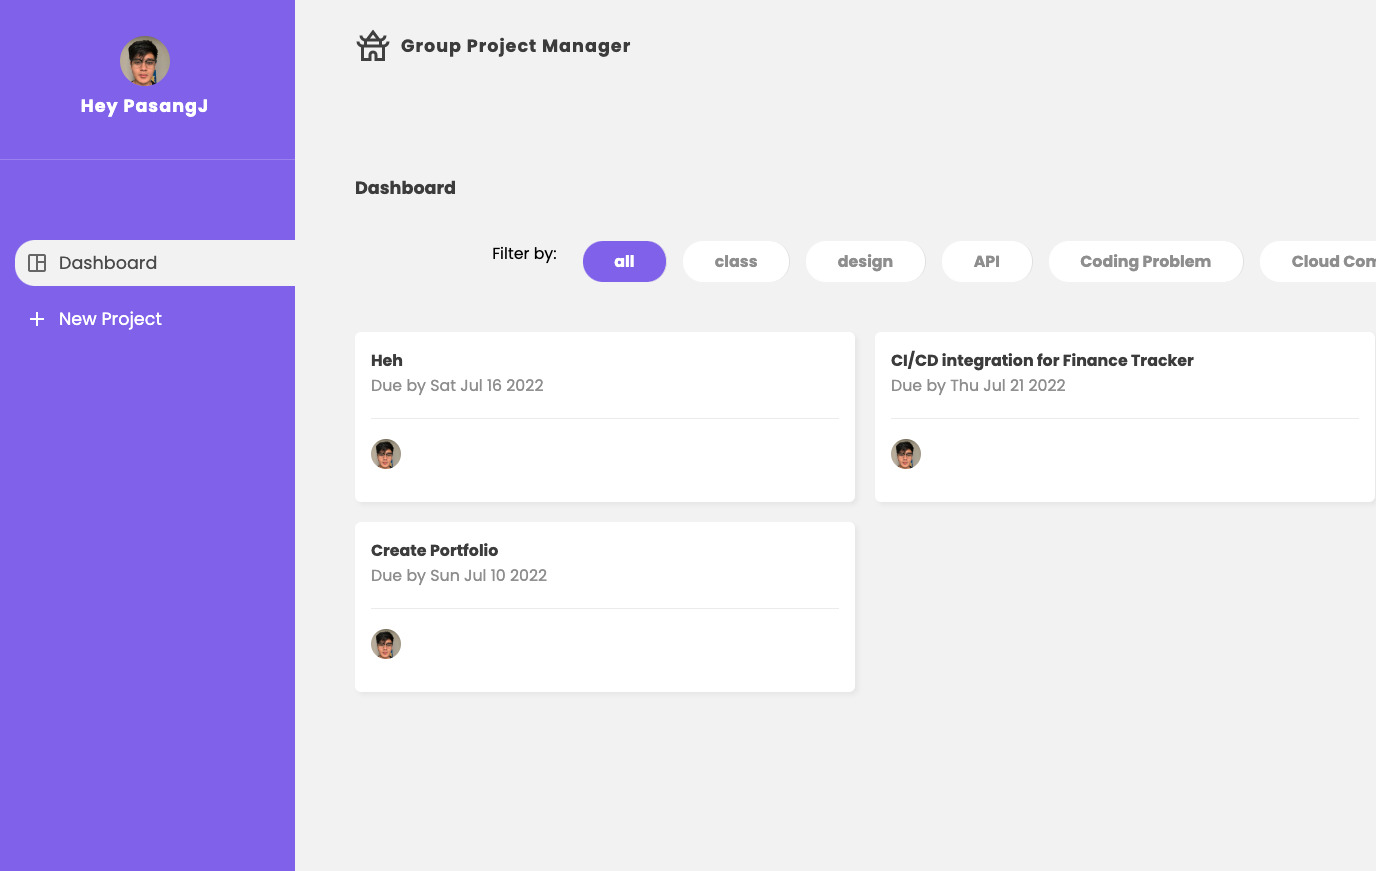 Hey PasangJ
Dashboard
New Project
Group Project Manager
Dashboard
Filter by: all class design API Coding Problem Cloud Com
Heh
Due by Sat Jul 16 2022
CI/CD integration for Finance Tracker
Due by Thu Jul 21 2022
Create Portfolio
Due by Sun Jul 10 2022